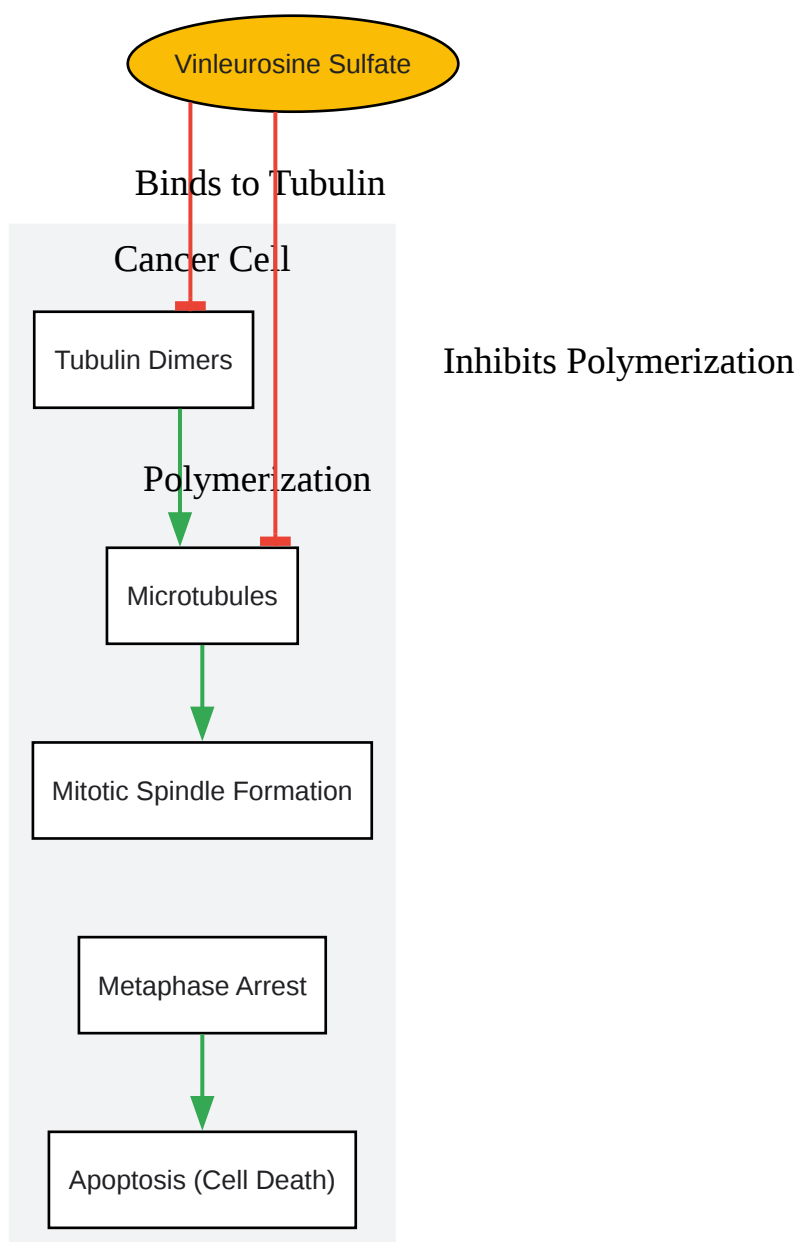 Vinleurosine Sulfate
Binds to Tubulin
Cancer Cell
Tubulin Dimers
Inhibits Polymerization
Polymerization
Microtubules
Mitotic Spindle Formation
Metaphase Arrest
Apoptosis (Cell Death)